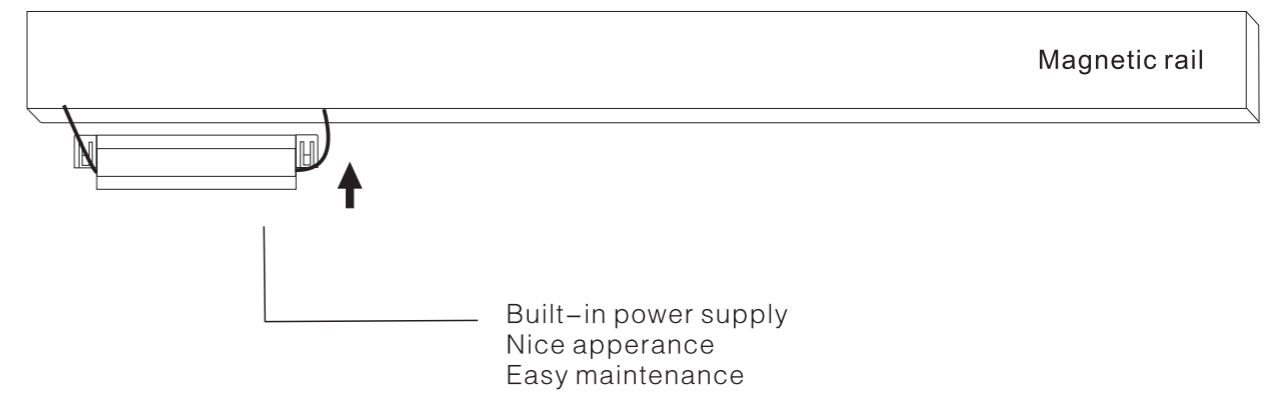 Magnetic rail
Built–in power supply
Nice apperance
Easy maintenance